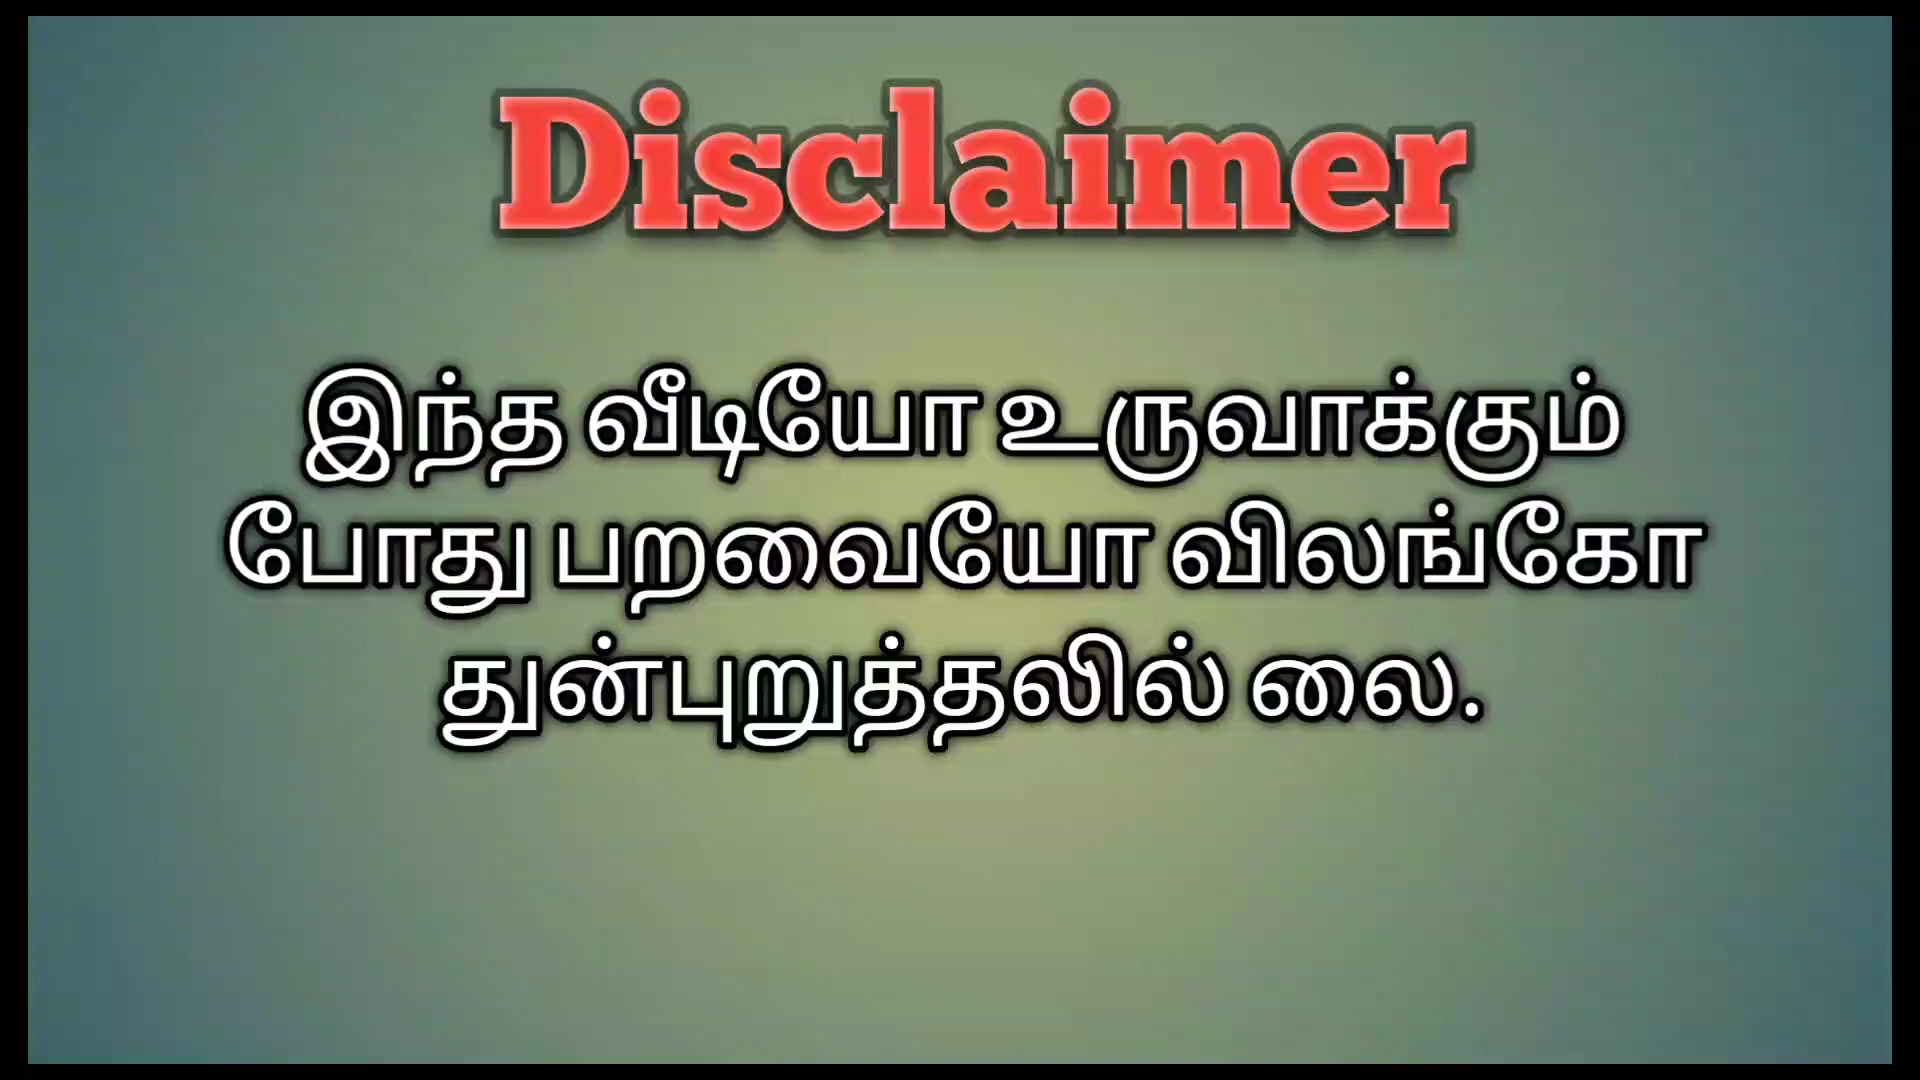 Disclaimer
இந்த வீடியோ உருவாக்கும்
போது பறவையோ விலங்கோ
துன்புறுத்தலில் லை.